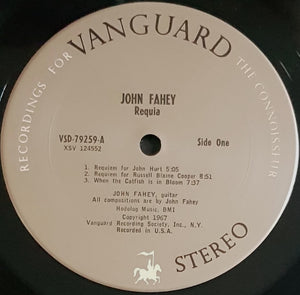 RECORDINGS FOR VANGUARD THE CONNOISSEUR
JOHN FAHEY
Requia
VSD-79259-A
XSV 124552
Side One
1. Requiem for John Hurt 5:05
2. Requiem for Russell Blaine Cooper 8:51
3. When the Catfish is in Bloom 7:37
JOHN FAHEY, guitar
All compositions are by John Fahey
Hodolog Music, BMI
Copyright 1967
Vanguard Recording Society, Inc., N.Y.
Recorded in U.S.A.
STEREO